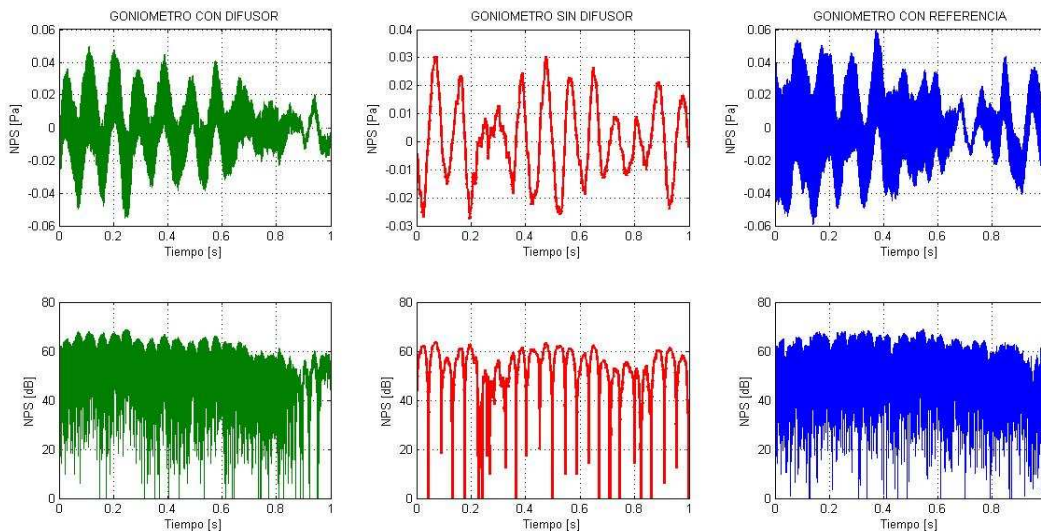 GONIOMETRO CON DIFUSOR
0.06
0.04
0.02
0
-0.02
-0.04
0.06
NPS [Pa]
0 0.2 0.4 0.6 0.8 1
Tiempo [s]
GONIOMETRO SIN DIFUSOR
0.04
0.03
0.02
0.01
0
-0.01
-0.02
-0.03
NPS [Pa]
0 0.2 0.4 0.6 0.8 1
Tiempo [s]
GONIOMETRO CON REFERENCIA
0.06
0.04
0.02
0
-0.02
-0.04
-0.06
NPS [Pa]
0 0.2 0.4 0.6 0.8
Tiempo [s]
80
60
40
20
0
NPS [dB]
0 0.2 0.4 0.6 0.8 1
Tiempo [s]
80
60
40
20
0
NPS [dB]
0 0.2 0.4 0.6 0.8 1
Tiempo [s]
80
60
40
20
0
NPS [dB]
0 0.2 0.4 0.6 0.8
Tiempo [s]